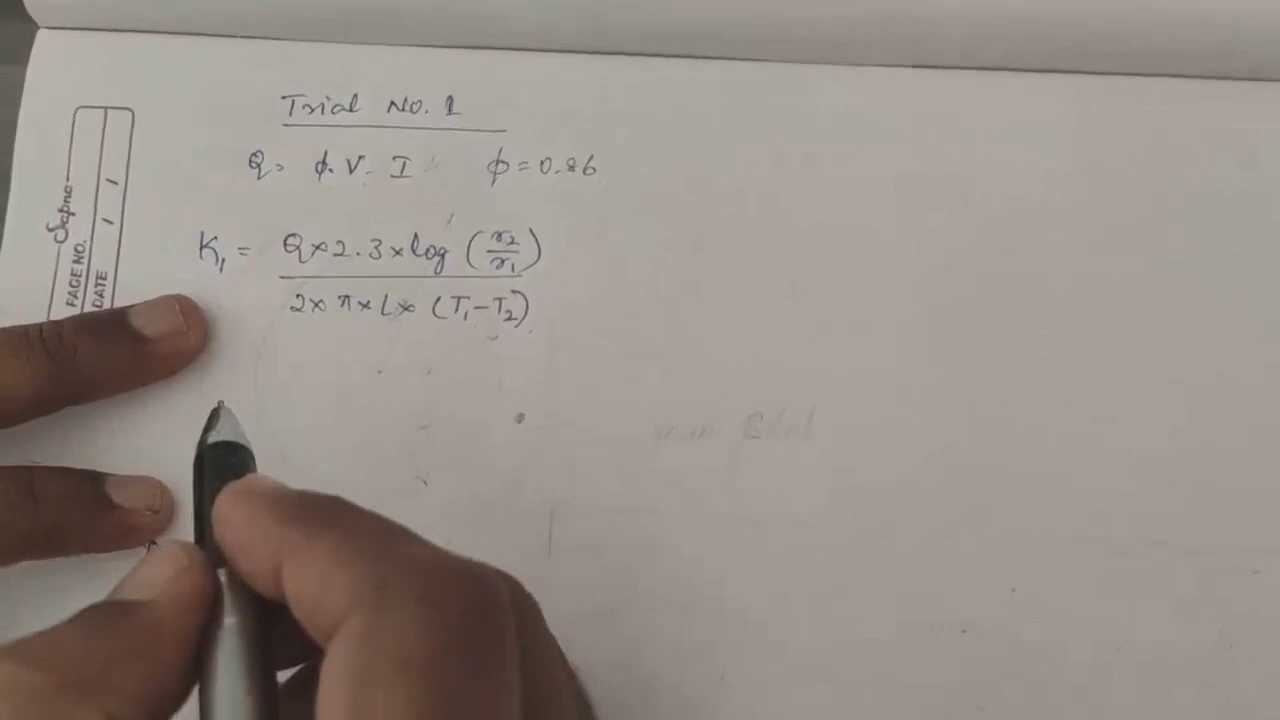 Trial No. 1
Q = ϕ. V. I ϕ = 0.86
K₁ = Q × 2.3 × log (r₂/r₁)
2 × π × L × (T₁ - T₂)
Sapna
PAGE NO.
DATE / /